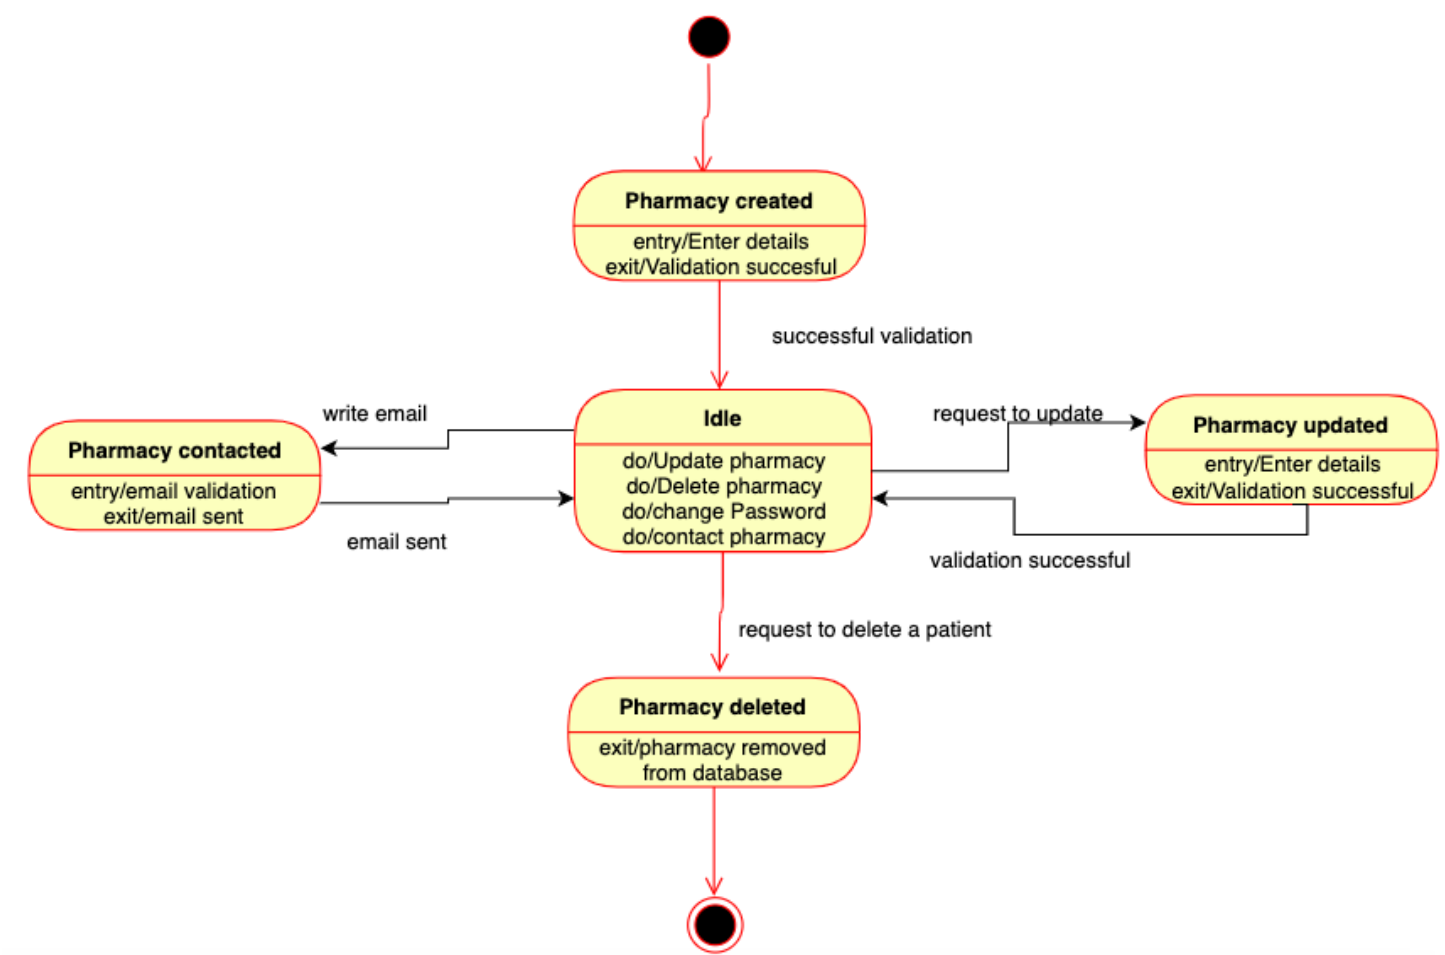 Pharmacy created
entry/Enter details
exit/Validation succesful
successful validation
write email
Idle
request to update
Pharmacy contacted
entry/email validation
exit/email sent
do/Update pharmacy
do/Delete pharmacy
do/change Password
do/contact pharmacy
Pharmacy updated
entry/Enter details
exit/Validation successful
email sent
validation successful
request to delete a patient
Pharmacy deleted
exit/pharmacy removed
from database